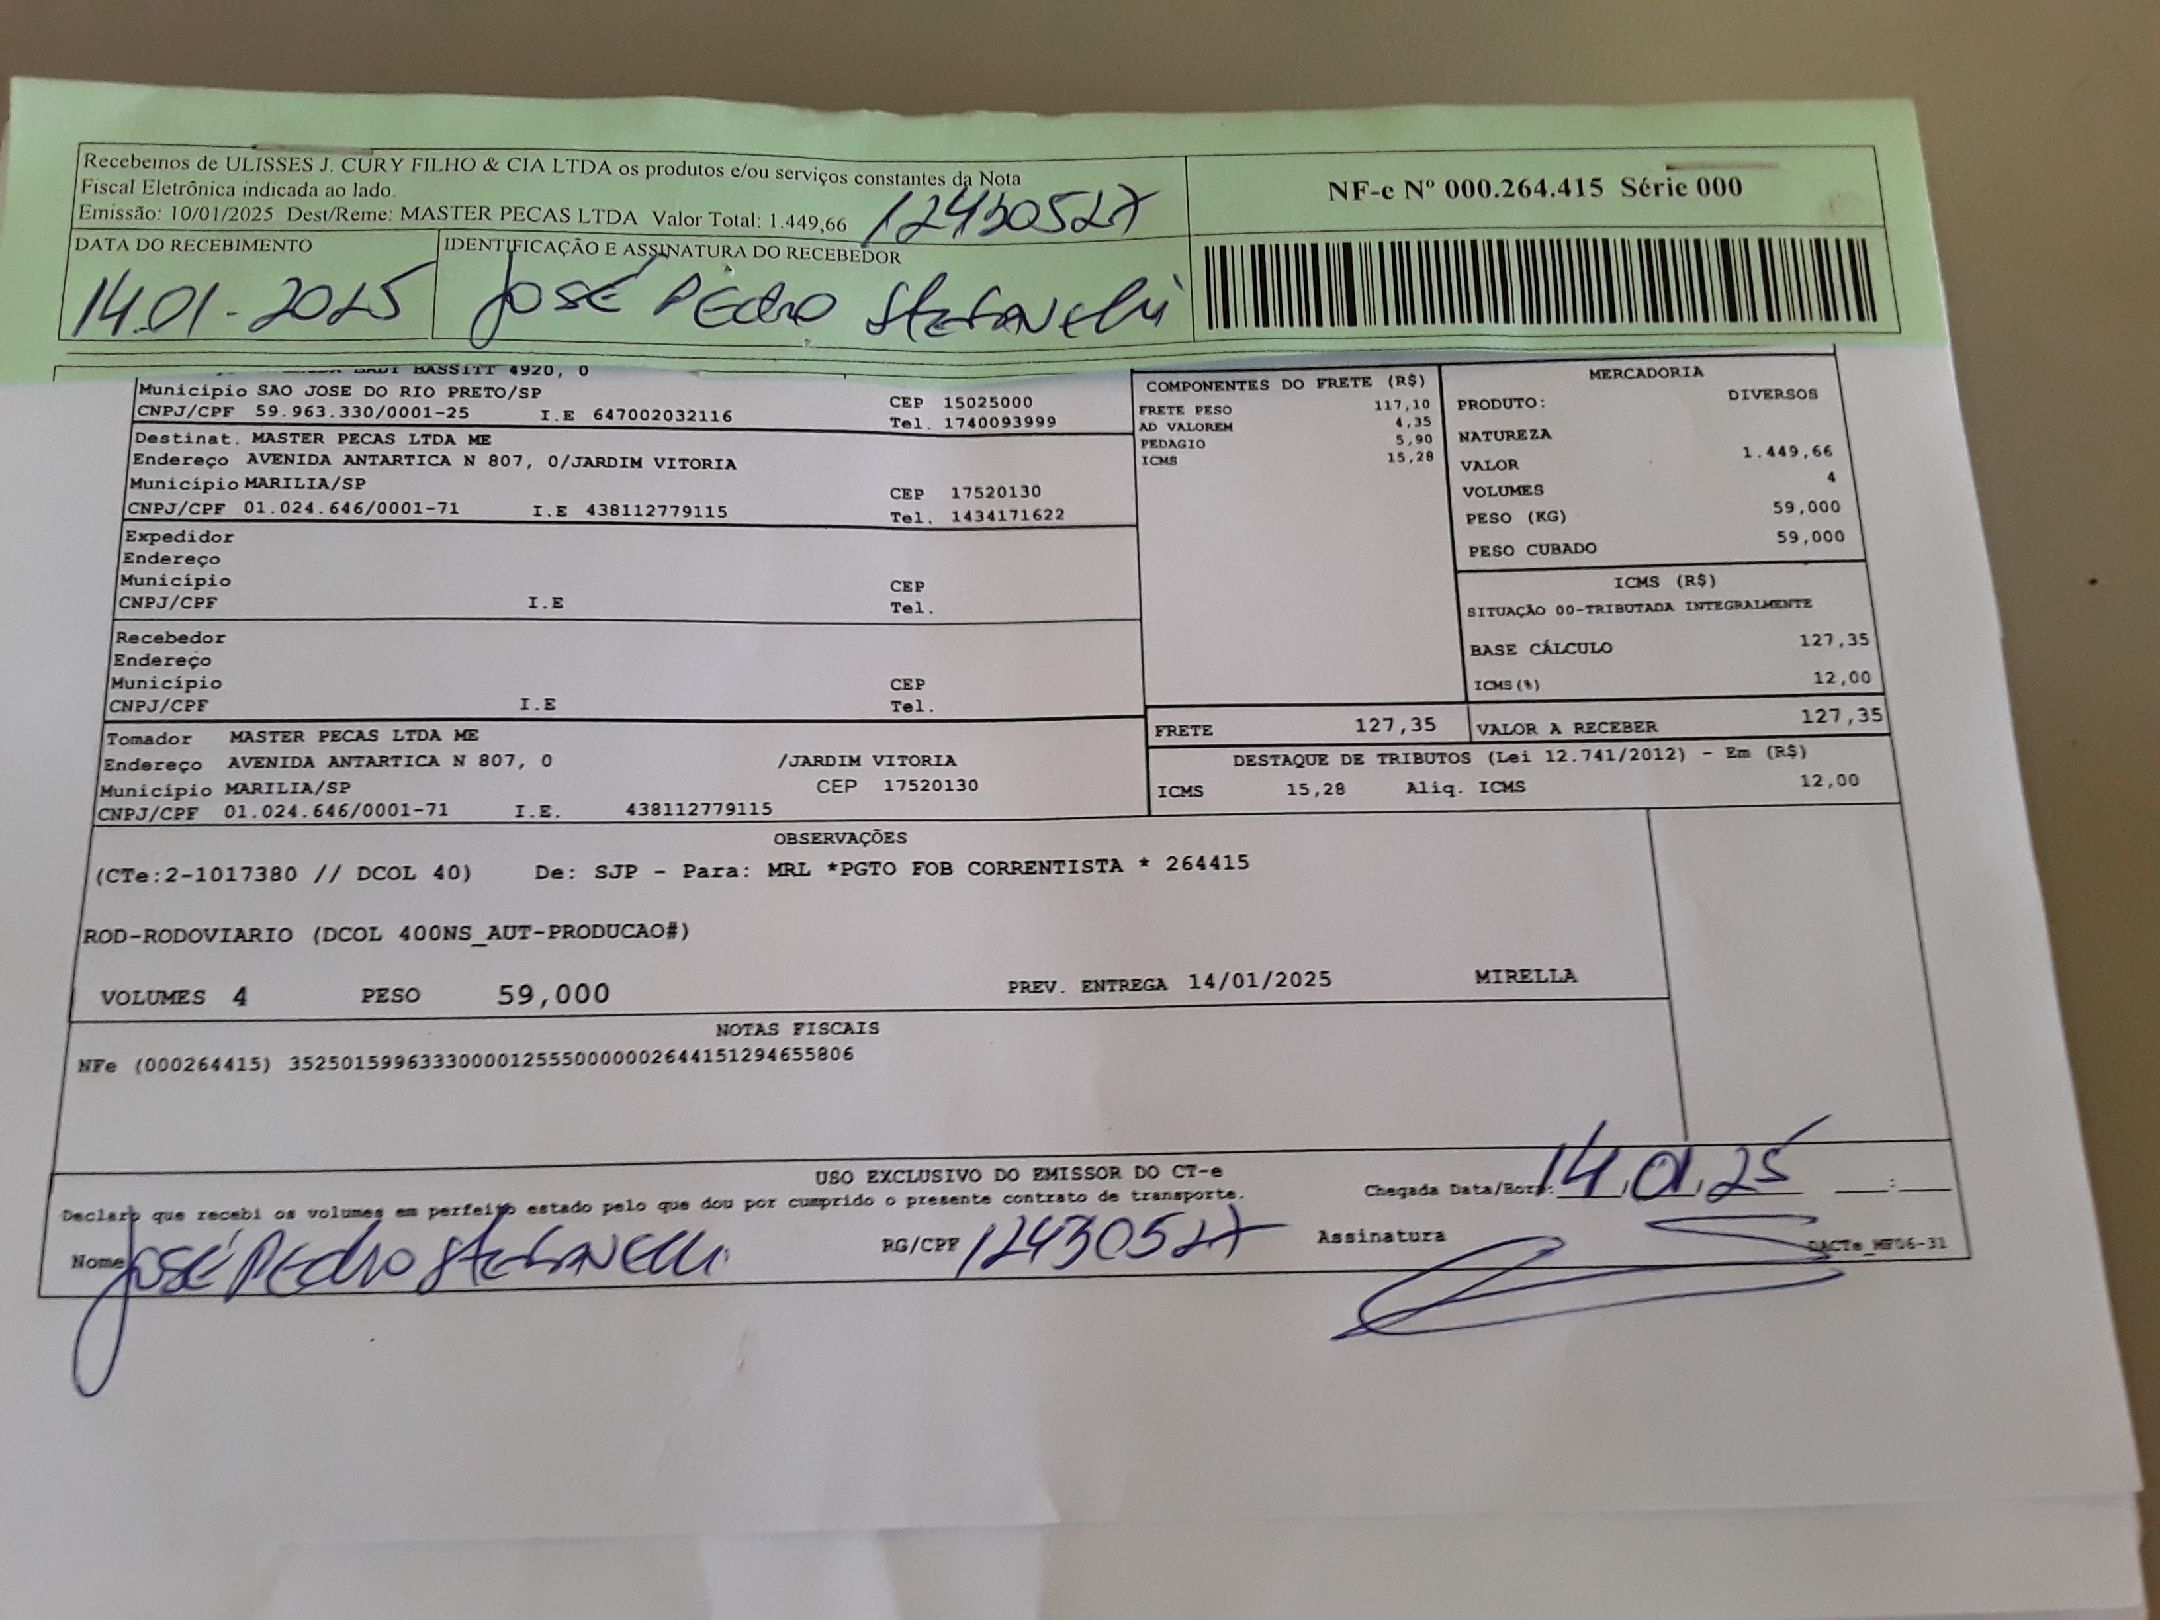 Recebemos de ULISSES J. CURY FILHO & CIA LTDA os produtos e/ou serviços constantes da Nota
Fiscal Eletrônica indicada ao lado.
Emissão: 10/01/2025 Dest/Reme: MASTER PECAS LTDA Valor Total: 1.449,66 12430527
DATA DO RECEBIMENTO
14.01-2025
IDENTIFICAÇÃO E ASSINATURA DO RECEBEDOR
JOSÉ PEDRO Stefanelli
NF-e Nº 000.264.415 Série 000
BASSITT 4920, 0
Município SAO JOSE DO RIO PRETO/SP CEP 15025000
CNPJ/CPF 59.963.330/0001-25 I.E 647002032116 Tel. 1740093999
Destinat. MASTER PECAS LTDA ME
Endereço AVENIDA ANTARTICA N 807, 0/JARDIM VITORIA
Município MARILIA/SP CEP 17520130
CNPJ/CPF 01.024.646/0001-71 I.E 438112779115 Tel. 1434171622
Expedidor
Endereço
Município CEP
CNPJ/CPF I.E Tel.
Recebedor
Endereço
Município CEP
CNPJ/CPF I.E Tel.
Tomador MASTER PECAS LTDA ME
Endereço AVENIDA ANTARTICA N 807, 0 /JARDIM VITORIA
Município MARILIA/SP CEP 17520130
CNPJ/CPF 01.024.646/0001-71 I.E. 438112779115
COMPONENTES DO FRETE (R$)
FRETE PESO 117,10
AD VALOREM 4,35
PEDAGIO 5,90
ICMS 15,28
MERCADORIA
PRODUTO: DIVERSOS
NATUREZA
VALOR 1.449,66
VOLUMES 4
PESO (KG) 59,000
PESO CUBADO 59,000
ICMS (R$)
SITUAÇÃO 00-TRIBUTADA INTEGRALMENTE
BASE CÁLCULO 127,35
ICMS(%) 12,00
FRETE 127,35 VALOR A RECEBER 127,35
DESTAQUE DE TRIBUTOS (Lei 12.741/2012) - Em (R$)
ICMS 15,28 Aliq. ICMS 12,00
OBSERVAÇÕES
(CTe:2-1017380 // DCOL 40) De: SJP - Para: MRL *PGTO FOB CORRENTISTA * 264415
ROD-RODOVIARIO (DCOL 400NS_AUT-PRODUCAO#)
VOLUMES 4 PESO 59,000 PREV. ENTREGA 14/01/2025 MIRELLA
NOTAS FISCAIS
NFe (000264415) 35250159963330000125550000002644151294655806
USO EXCLUSIVO DO EMISSOR DO CT-e
Declaro que recebi os volumes em perfeito estado pelo que dou por cumprido o presente contrato de transporte. Chegada Data/Hora: 14/01/25 __:__
Nome JOSÉ PEDRO Stefanelli RG/CPF 12430527 Assinatura
DACTe_MF06-31